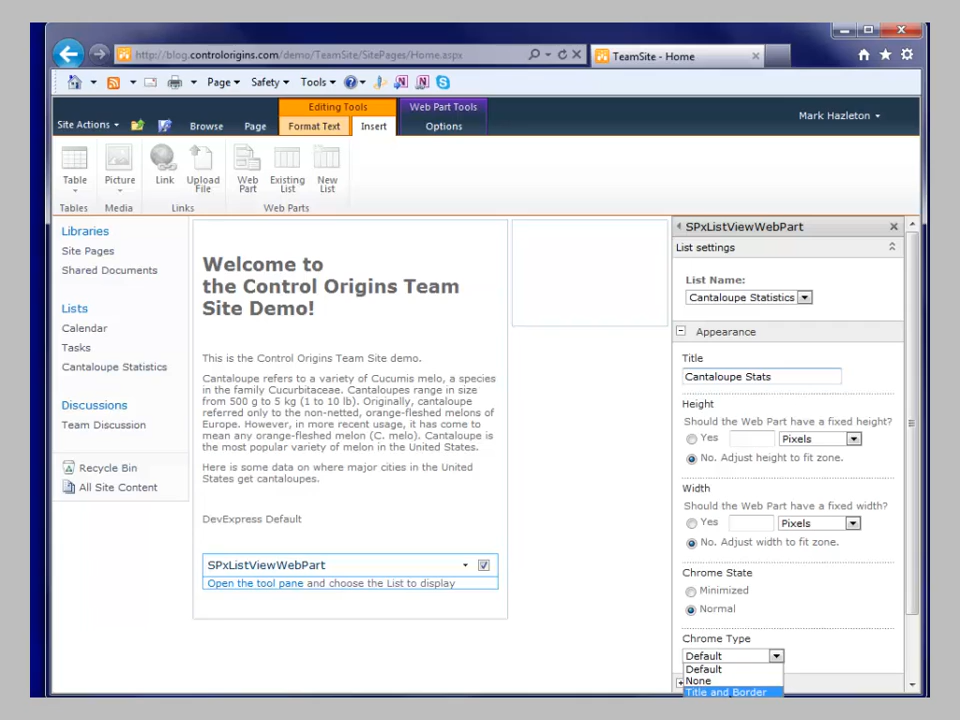 http://blog.controlorigins.com/demo/TeamSite/SitePages/Home.aspx
TeamSite - Home
Page
Safety
Tools
Editing Tools
Web Part Tools
Site Actions
Browse
Page
Format Text
Insert
Options
Mark Hazleton
Table
Picture
Link
Upload File
Web Part
Existing List
New List
Tables
Media
Links
Web Parts
Libraries
Site Pages
Shared Documents
Lists
Calendar
Tasks
Cantaloupe Statistics
Discussions
Team Discussion
Recycle Bin
All Site Content
Welcome to
the Control Origins Team
Site Demo!
This is the Control Origins Team Site demo.
Cantaloupe refers to a variety of Cucumis melo, a species
in the family Cucurbitaceae. Cantaloupes range in size
from 500 g to 5 kg (1 to 10 lb). Originally, cantaloupe
referred only to the non-netted, orange-fleshed melons of
Europe. However, in more recent usage, it has come to
mean any orange-fleshed melon (C. melo). Cantaloupe is
the most popular variety of melon in the United States.
Here is some data on where major cities in the United
States get cantaloupes.
DevExpress Default
SPxListViewWebPart
Open the tool pane and choose the List to display
SPxListViewWebPart
List settings
List Name:
Cantaloupe Statistics
Appearance
Title
Cantaloupe Stats
Height
Should the Web Part have a fixed height?
Yes
Pixels
No. Adjust height to fit zone.
Width
Should the Web Part have a fixed width?
Yes
Pixels
No. Adjust width to fit zone.
Chrome State
Minimized
Normal
Chrome Type
Default
Default
None
Title and Border